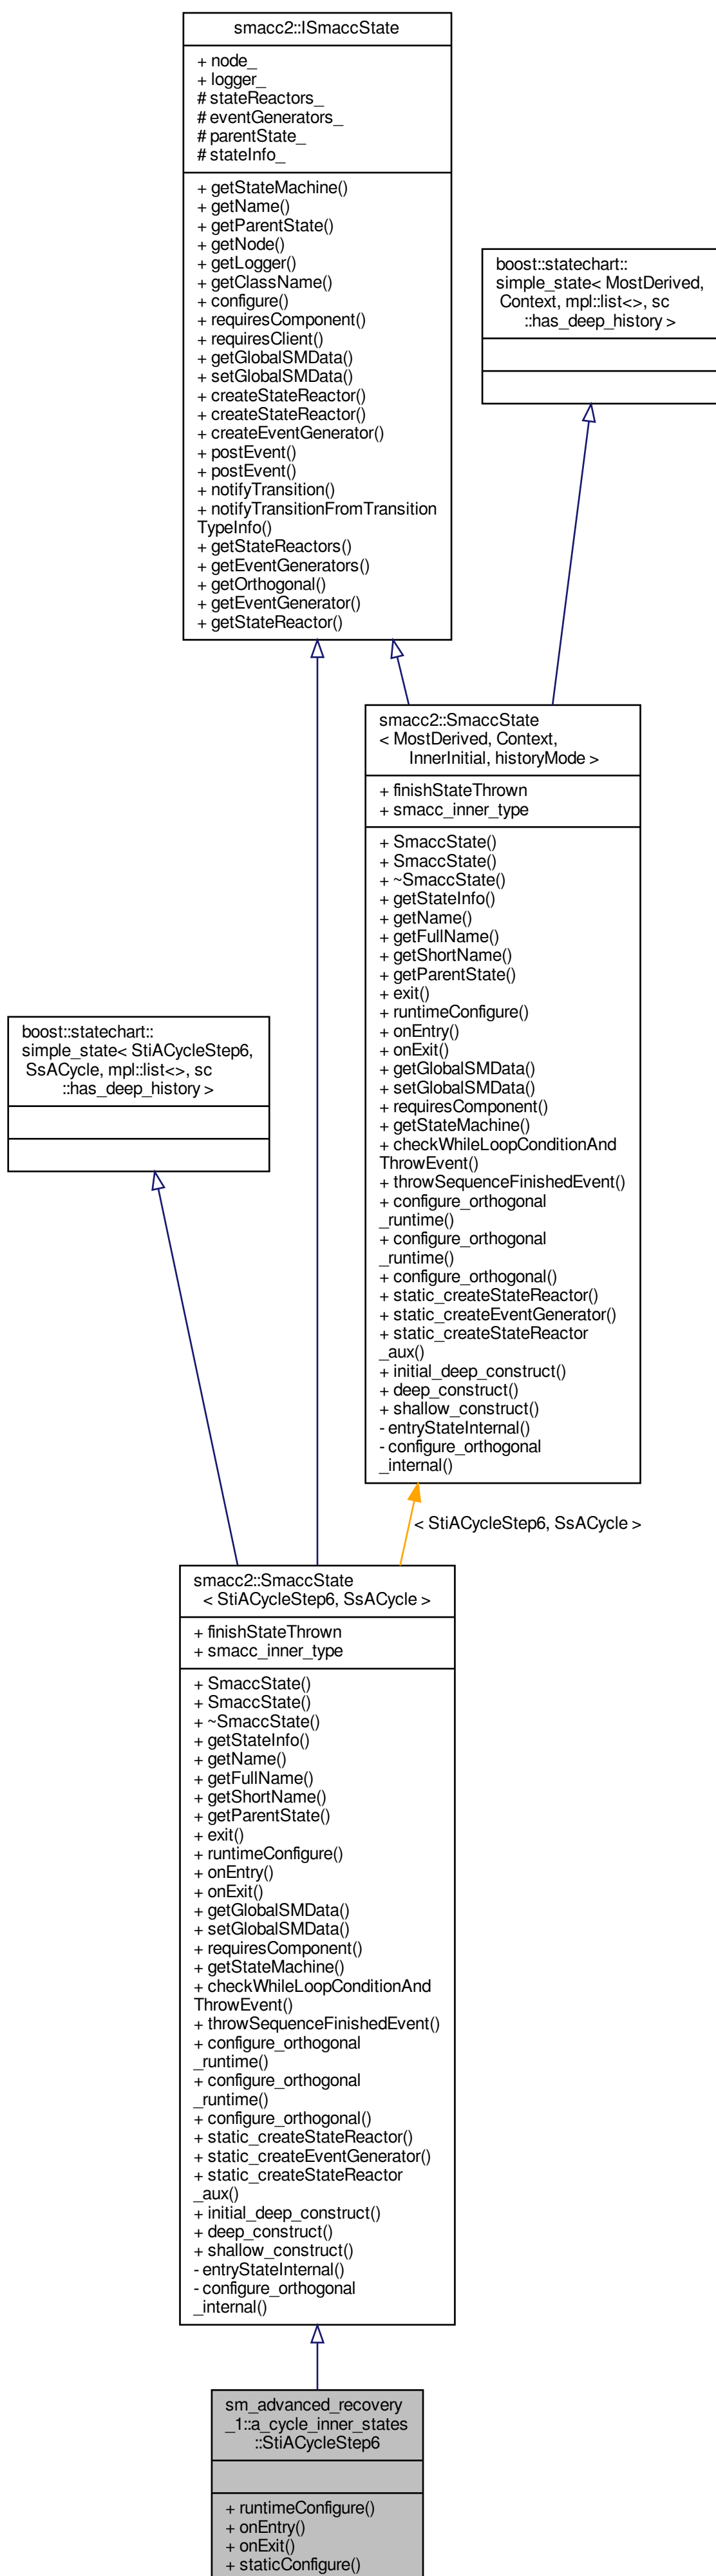 smacc2::ISmaccState
+ node_
+ logger_
# stateReactors_
# eventGenerators_
# parentState_
# stateInfo_
+ getStateMachine()
+ getName()
+ getParentState()
+ getNode()
+ getLogger()
+ getClassName()
+ configure()
+ requiresComponent()
+ requiresClient()
+ getGlobalSMData()
+ setGlobalSMData()
+ createStateReactor()
+ createStateReactor()
+ createEventGenerator()
+ postEvent()
+ postEvent()
+ notifyTransition()
+ notifyTransitionFromTransition
TypeInfo()
+ getStateReactors()
+ getEventGenerators()
+ getOrthogonal()
+ getEventGenerator()
+ getStateReactor()
boost::statechart::
simple_state< MostDerived,
Context, mpl::list<>, sc
::has_deep_history >
smacc2::SmaccState
< MostDerived, Context,
InnerInitial, historyMode >
+ finishStateThrown
+ smacc_inner_type
+ SmaccState()
+ SmaccState()
+ ~SmaccState()
+ getStateInfo()
+ getName()
+ getFullName()
+ getShortName()
+ getParentState()
+ exit()
+ runtimeConfigure()
+ onEntry()
+ onExit()
+ getGlobalSMData()
+ setGlobalSMData()
+ requiresComponent()
+ getStateMachine()
+ checkWhileLoopConditionAnd
ThrowEvent()
+ throwSequenceFinishedEvent()
+ configure_orthogonal
_runtime()
+ configure_orthogonal
_runtime()
+ configure_orthogonal()
+ static_createStateReactor()
+ static_createEventGenerator()
+ static_createStateReactor
_aux()
+ initial_deep_construct()
+ deep_construct()
+ shallow_construct()
- entryStateInternal()
- configure_orthogonal
_internal()
boost::statechart::
simple_state< StiACycleStep6,
SsACycle, mpl::list<>, sc
::has_deep_history >
< StiACycleStep6, SsACycle >
smacc2::SmaccState
< StiACycleStep6, SsACycle >
+ finishStateThrown
+ smacc_inner_type
+ SmaccState()
+ SmaccState()
+ ~SmaccState()
+ getStateInfo()
+ getName()
+ getFullName()
+ getShortName()
+ getParentState()
+ exit()
+ runtimeConfigure()
+ onEntry()
+ onExit()
+ getGlobalSMData()
+ setGlobalSMData()
+ requiresComponent()
+ getStateMachine()
+ checkWhileLoopConditionAnd
ThrowEvent()
+ throwSequenceFinishedEvent()
+ configure_orthogonal
_runtime()
+ configure_orthogonal
_runtime()
+ configure_orthogonal()
+ static_createStateReactor()
+ static_createEventGenerator()
+ static_createStateReactor
_aux()
+ initial_deep_construct()
+ deep_construct()
+ shallow_construct()
- entryStateInternal()
- configure_orthogonal
_internal()
sm_advanced_recovery
_1::a_cycle_inner_states
::StiACycleStep6
+ runtimeConfigure()
+ onEntry()
+ onExit()
+ staticConfigure()